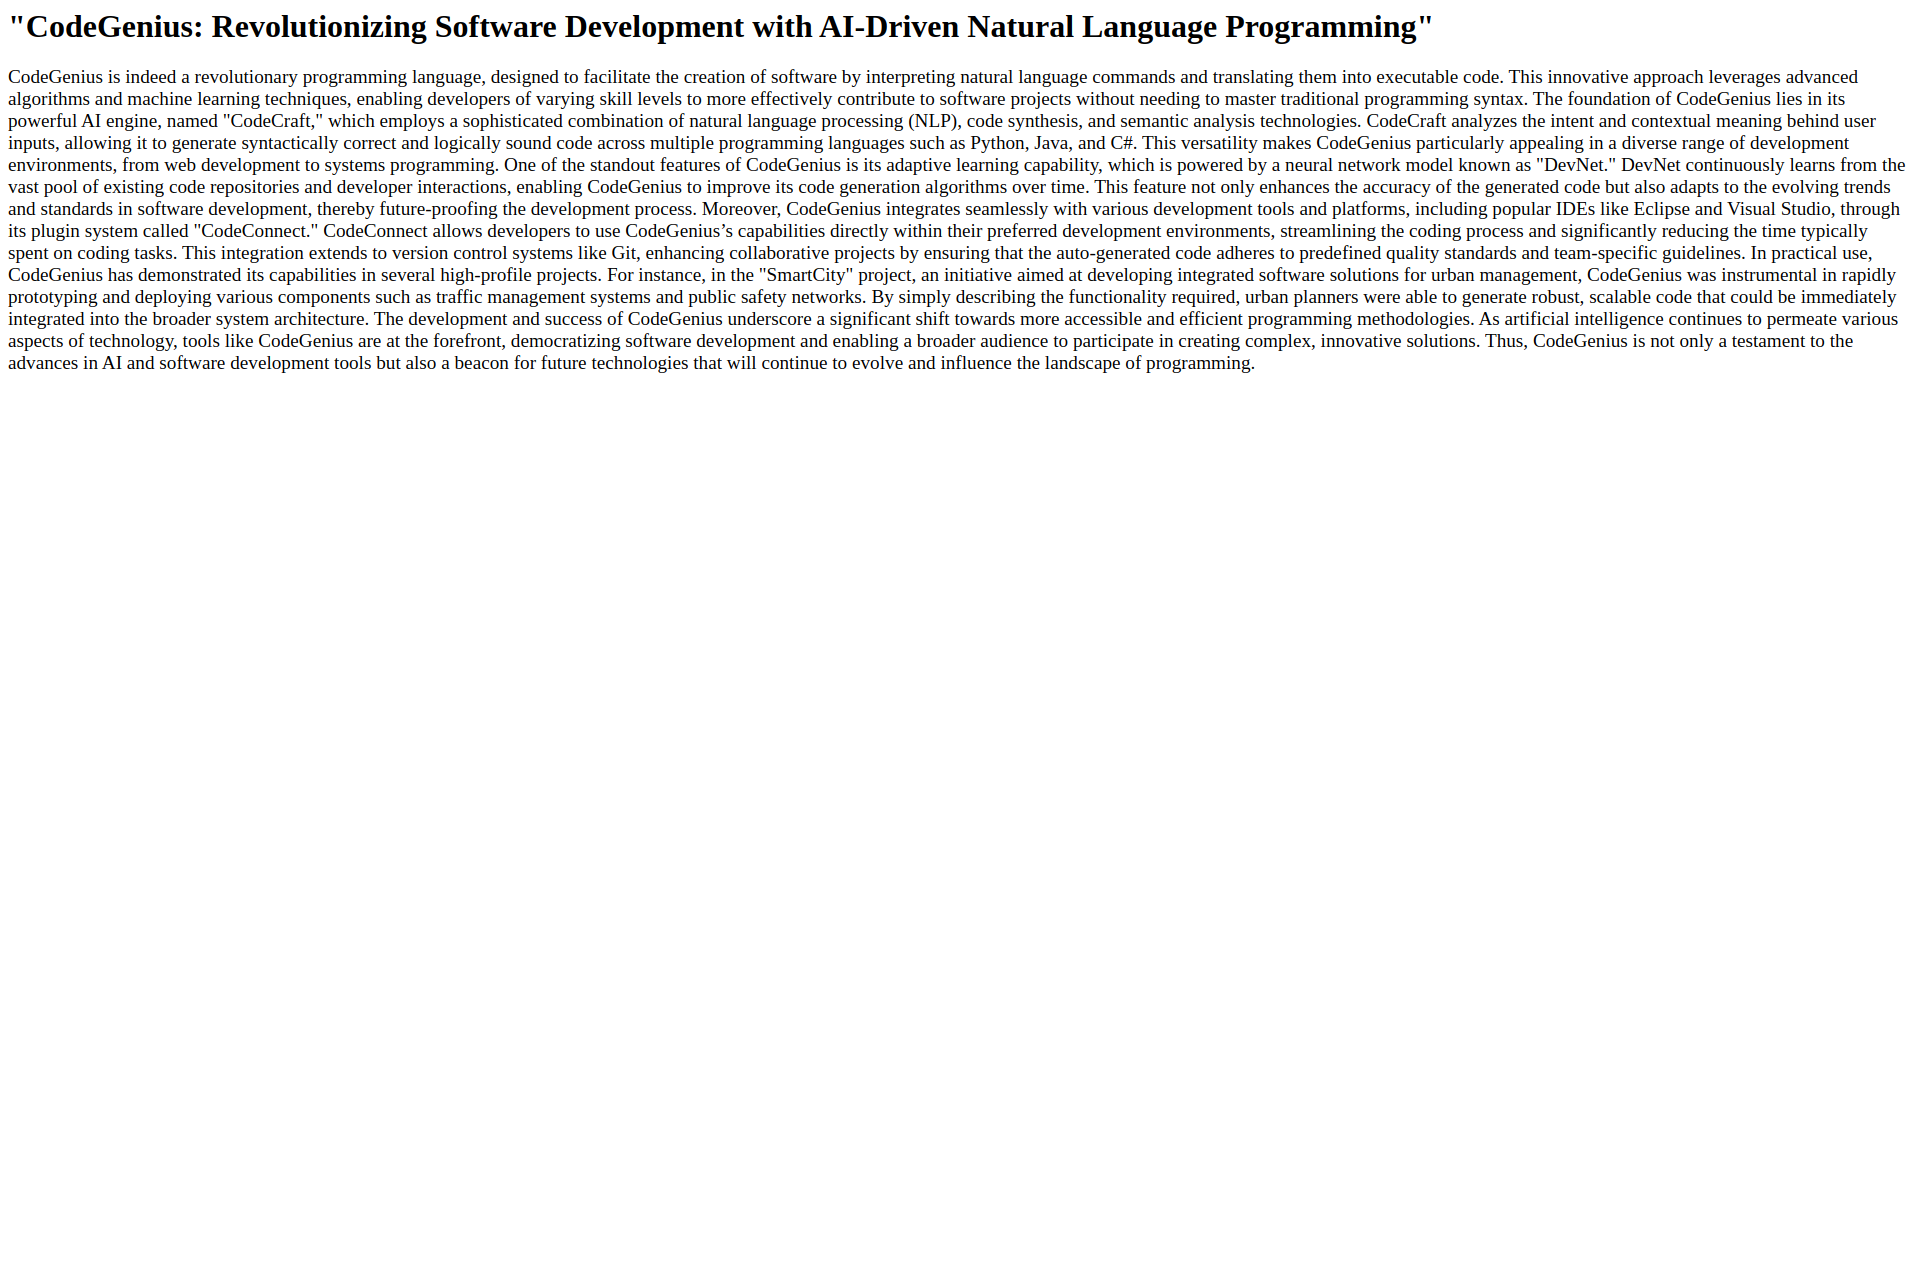 "CodeGenius: Revolutionizing Software Development with AI-Driven Natural Language Programming"
CodeGenius is indeed a revolutionary programming language, designed to facilitate the creation of software by interpreting natural language commands and translating them into executable code. This innovative approach leverages advanced
algorithms and machine learning techniques, enabling developers of varying skill levels to more effectively contribute to software projects without needing to master traditional programming syntax. The foundation of CodeGenius lies in its
powerful AI engine, named "CodeCraft," which employs a sophisticated combination of natural language processing (NLP), code synthesis, and semantic analysis technologies. CodeCraft analyzes the intent and contextual meaning behind user
inputs, allowing it to generate syntactically correct and logically sound code across multiple programming languages such as Python, Java, and C#. This versatility makes CodeGenius particularly appealing in a diverse range of development
environments, from web development to systems programming. One of the standout features of CodeGenius is its adaptive learning capability, which is powered by a neural network model known as "DevNet." DevNet continuously learns from the
vast pool of existing code repositories and developer interactions, enabling CodeGenius to improve its code generation algorithms over time. This feature not only enhances the accuracy of the generated code but also adapts to the evolving trends
and standards in software development, thereby future-proofing the development process. Moreover, CodeGenius integrates seamlessly with various development tools and platforms, including popular IDEs like Eclipse and Visual Studio, through
its plugin system called "CodeConnect." CodeConnect allows developers to use CodeGenius’s capabilities directly within their preferred development environments, streamlining the coding process and significantly reducing the time typically
spent on coding tasks. This integration extends to version control systems like Git, enhancing collaborative projects by ensuring that the auto-generated code adheres to predefined quality standards and team-specific guidelines. In practical use,
CodeGenius has demonstrated its capabilities in several high-profile projects. For instance, in the "SmartCity" project, an initiative aimed at developing integrated software solutions for urban management, CodeGenius was instrumental in rapidly
prototyping and deploying various components such as traffic management systems and public safety networks. By simply describing the functionality required, urban planners were able to generate robust, scalable code that could be immediately
integrated into the broader system architecture. The development and success of CodeGenius underscore a significant shift towards more accessible and efficient programming methodologies. As artificial intelligence continues to permeate various
aspects of technology, tools like CodeGenius are at the forefront, democratizing software development and enabling a broader audience to participate in creating complex, innovative solutions. Thus, CodeGenius is not only a testament to the
advances in AI and software development tools but also a beacon for future technologies that will continue to evolve and influence the landscape of programming.